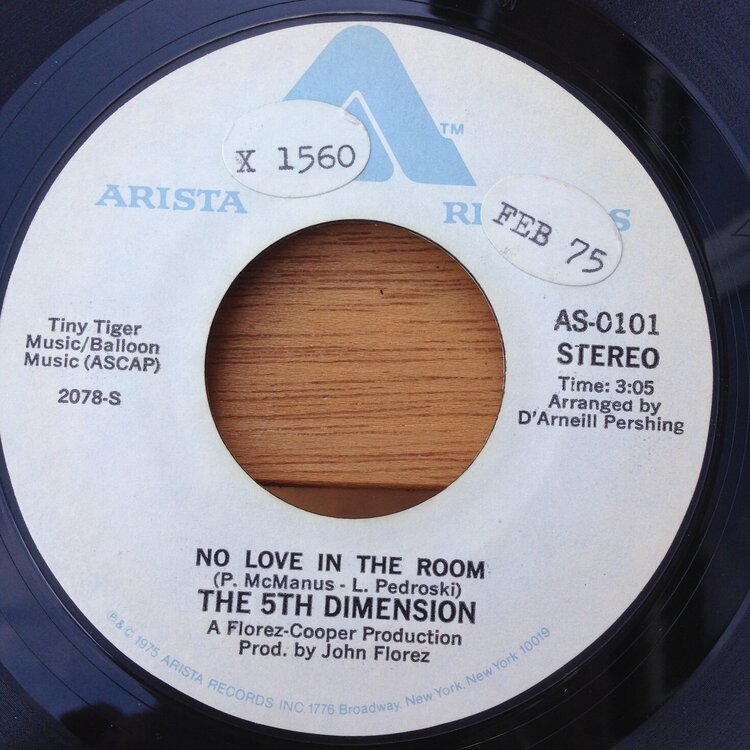 TM
X 1560
ARISTA
FEB 75
Tiny Tiger
Music/Balloon
Music (ASCAP)
2078-S
AS-0101
STEREO
Time: 3:05
Arranged by
D'Arneill Pershing
NO LOVE IN THE ROOM
(P. McManus - L. Pedroski)
THE 5TH DIMENSION
A Florez-Cooper Production
Prod. by John Florez
℗ & © 1975 ARISTA RECORDS INC. 1776 Broadway, New York, New York 10019